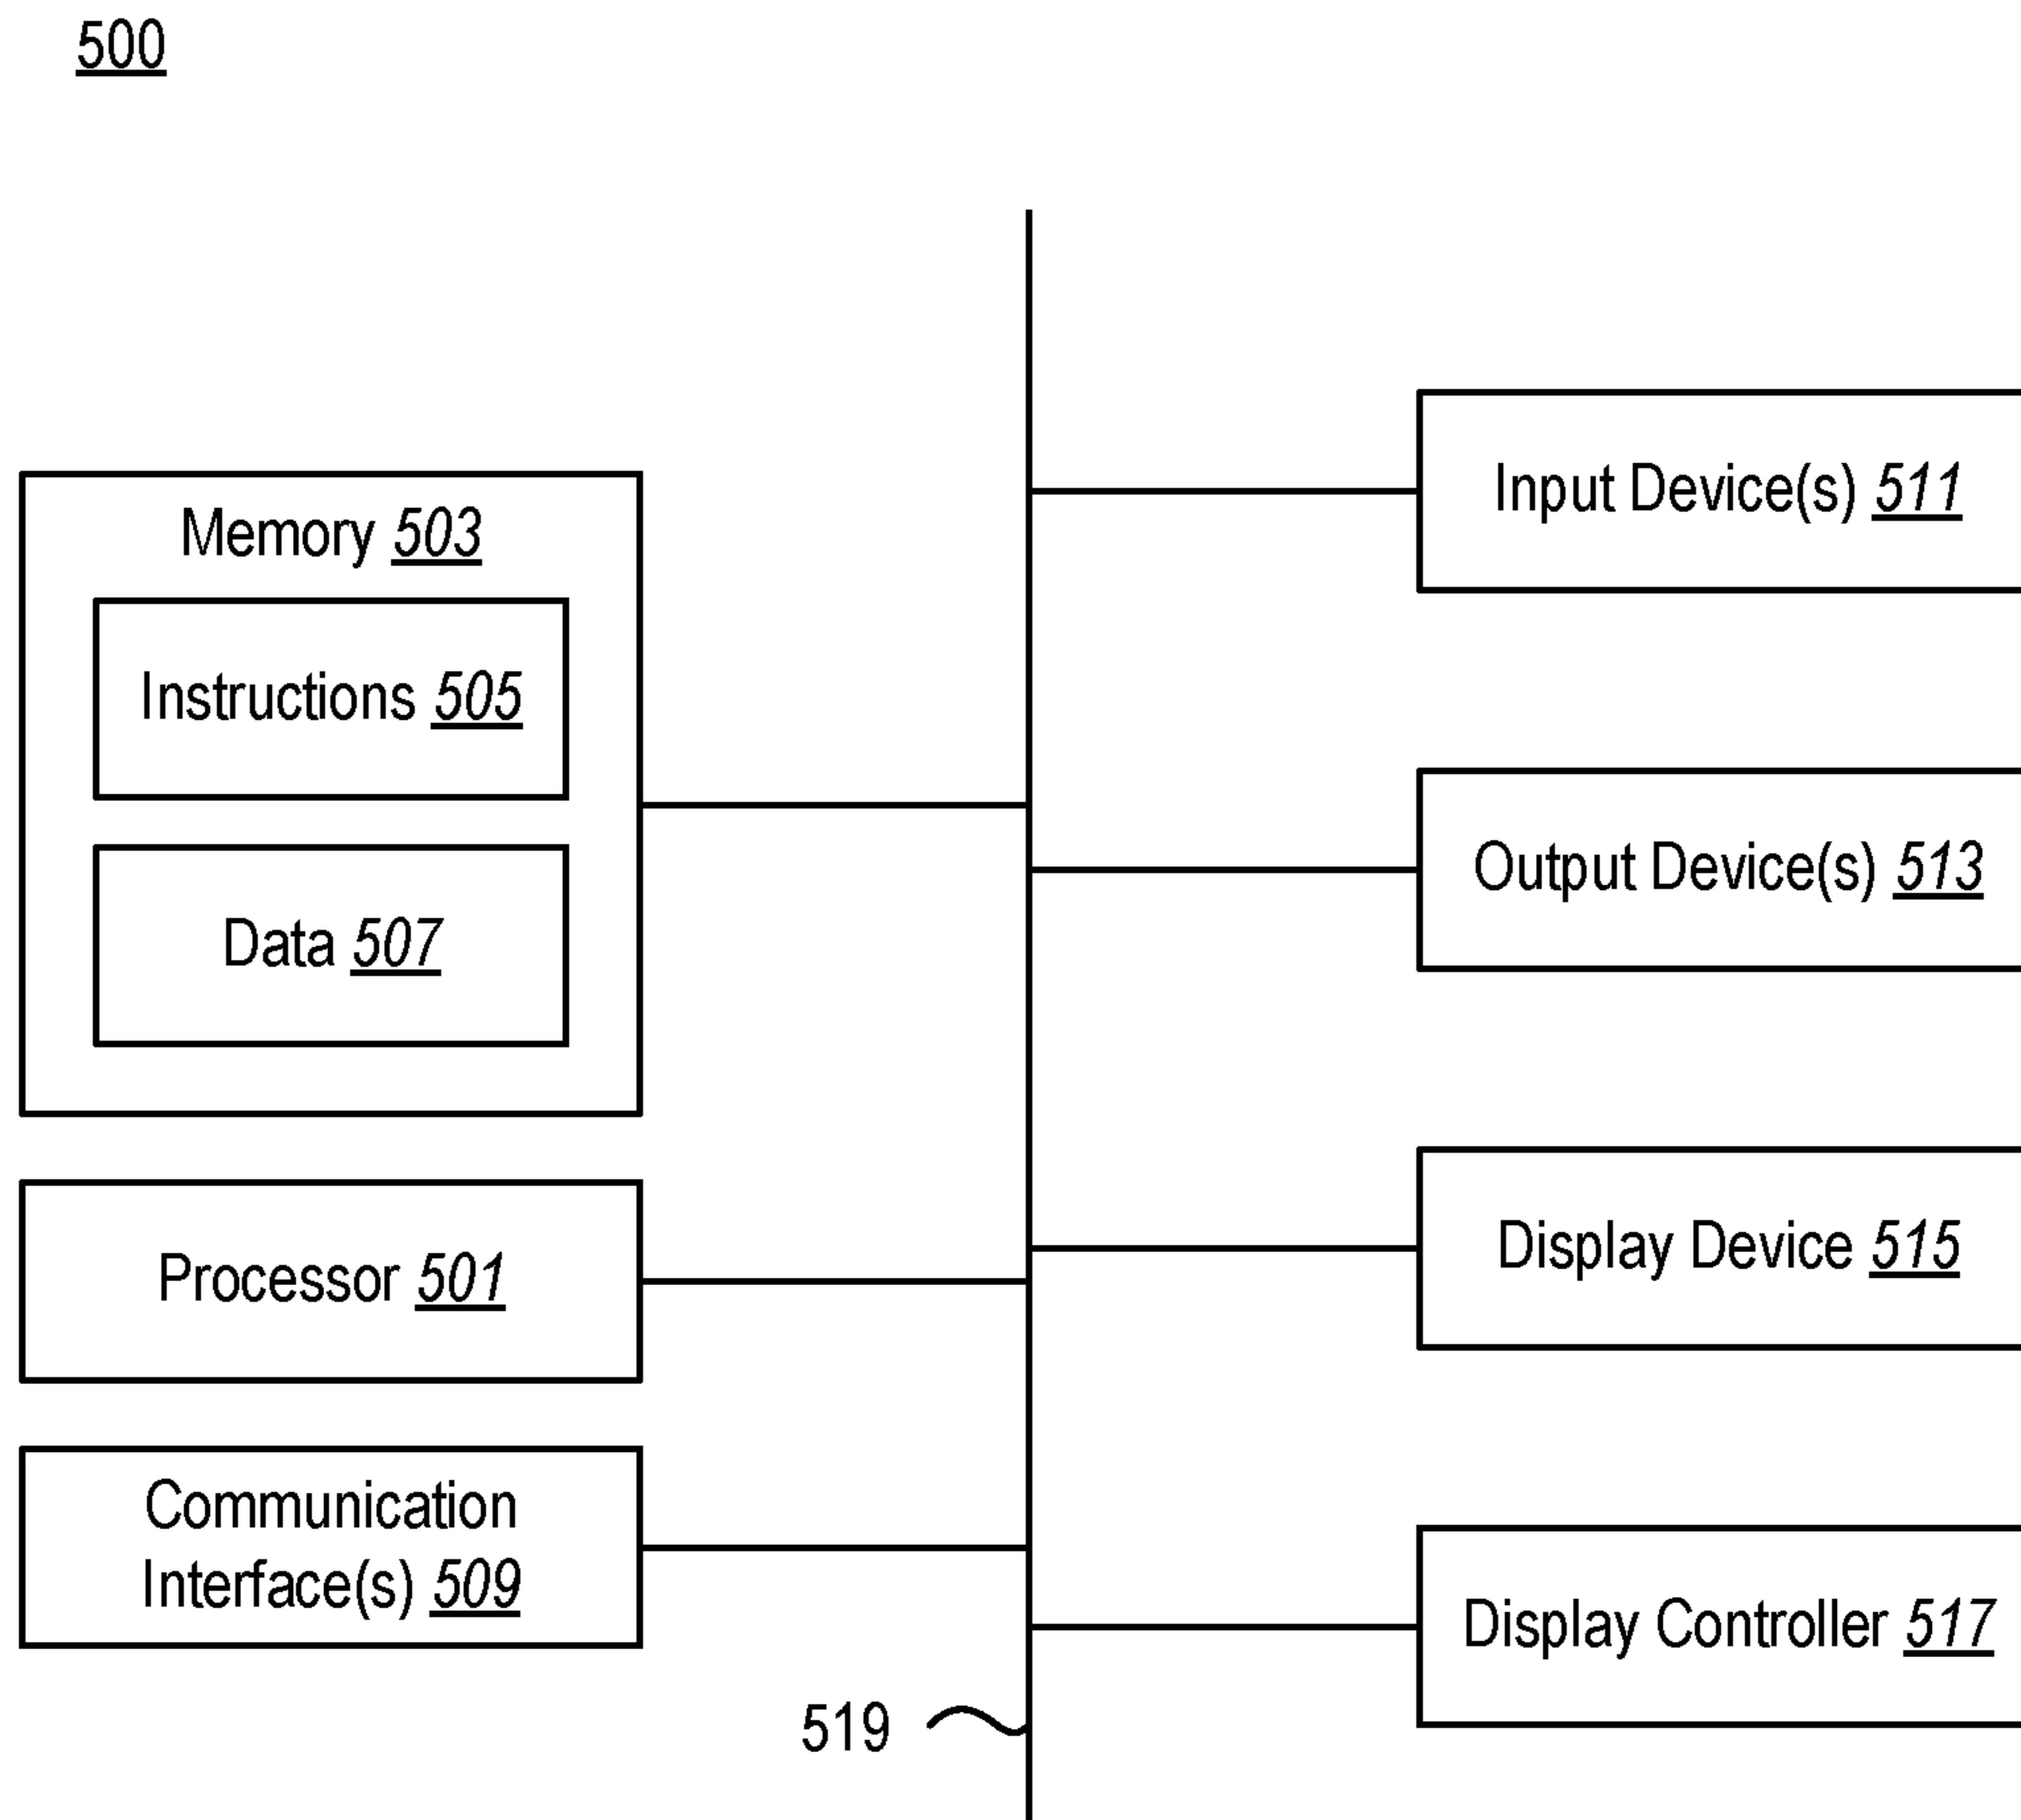 500
Memory 503
Instructions 505
Data 507
Processor 501
Communication
Interface(s) 509
519
Input Device(s) 511
Output Device(s) 513
Display Device 515
Display Controller 517